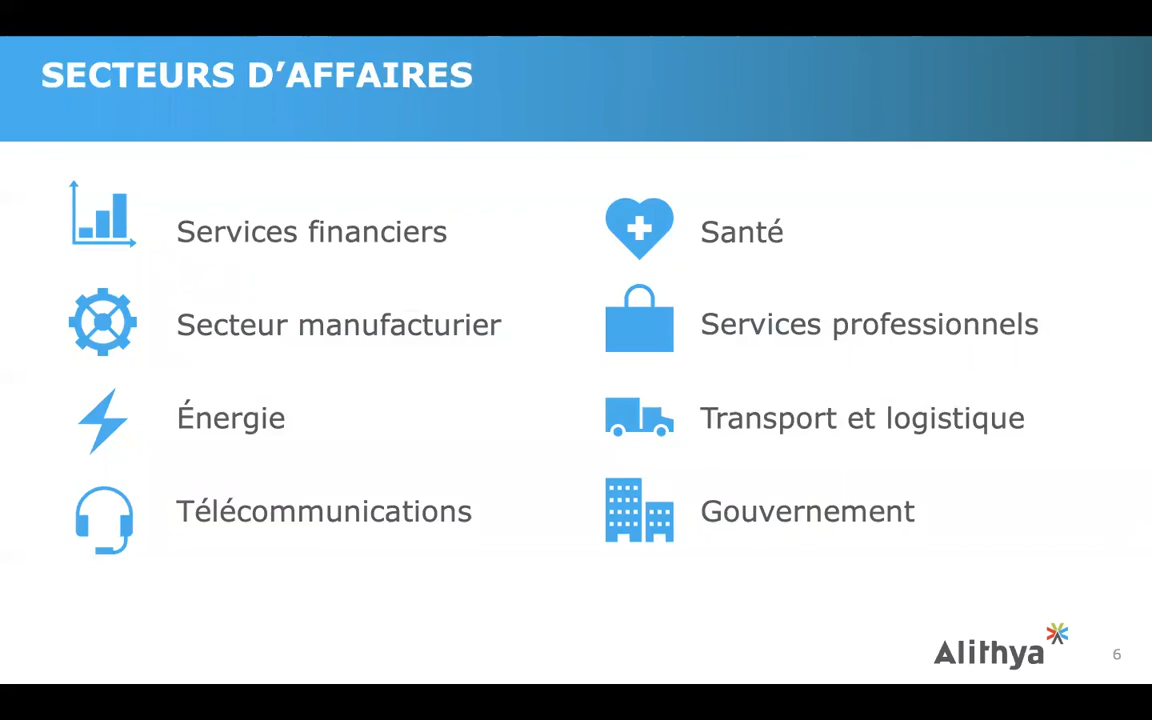 SECTEURS D’AFFAIRES
Services financiers
Secteur manufacturier
Énergie
Télécommunications
Santé
Services professionnels
Transport et logistique
Gouvernement
Alithya
6